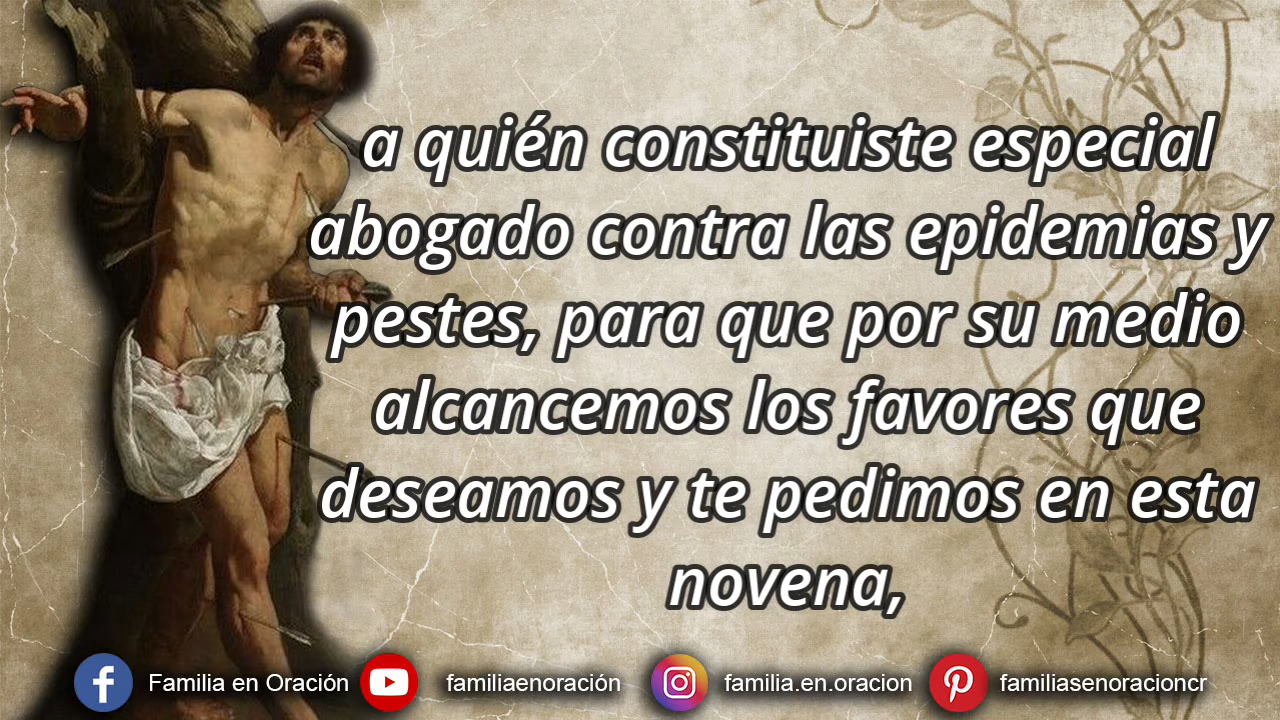 a quién constituiste especial
abogado contra las epidemias y
pestes, para que por su medio
alcancemos los favores que
deseamos y te pedimos en esta
novena,
Familia en Oración familiaenoración familia.en.oracion familiasenoracioncr